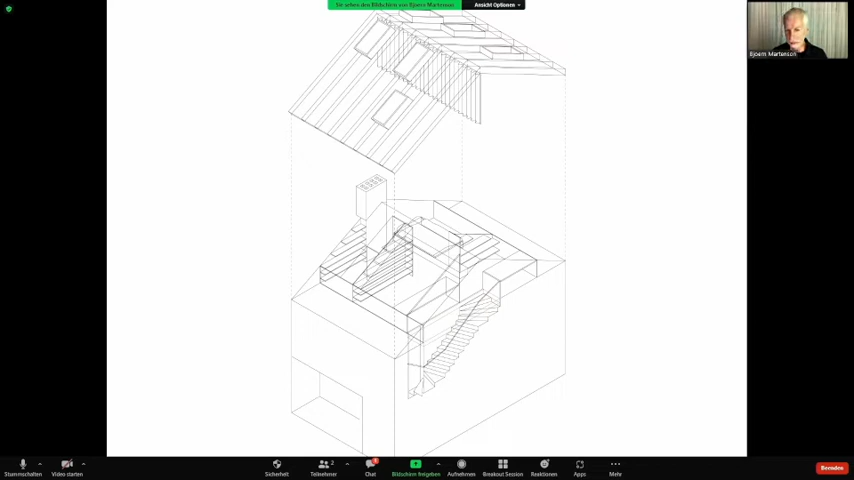 Sie sehen den Bildschirm von Bjoern Martenson
Ansicht Optionen
Bjoern Martenson
Stummschalten
Video starten
Sicherheit
Teilnehmer
2
Chat
Bildschirm freigeben
Aufnehmen
Breakout Session
Reaktionen
Apps
Mehr
Beenden